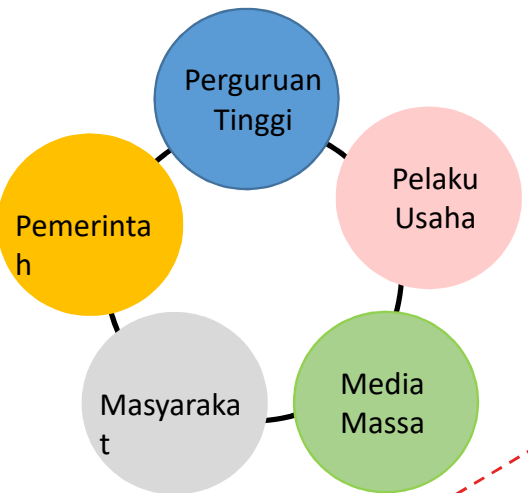 Perguruan
Tinggi
Pelaku
Usaha
Pemerinta
h
Media
Massa
Masyaraka
t